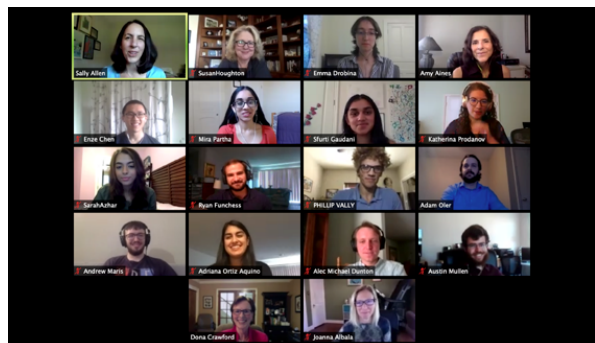 Sally Allen
SusanHoughton
Emma Drobina
Amy Aines
Enze Chen
Mira Partha
Sfurti Gaudani
Katherina Prodanov
SarahAzhar
Ryan Funchess
PHILLIP VALLY
Adam Oler
Andrew Maris
Adriana Ortiz Aquino
Alec Michael Dunton
Austin Mullen
Dona Crawford
Joanna Albala